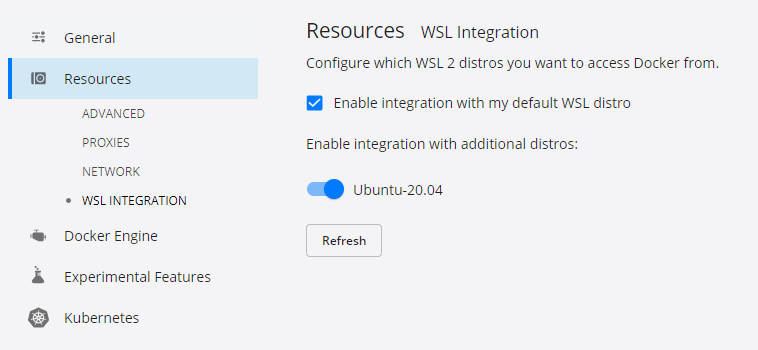 General
Resources
ADVANCED
PROXIES
NETWORK
WSL INTEGRATION
Docker Engine
Experimental Features
Kubernetes
Resources WSL Integration
Configure which WSL 2 distros you want to access Docker from.
Enable integration with my default WSL distro
Enable integration with additional distros:
Ubuntu-20.04
Refresh